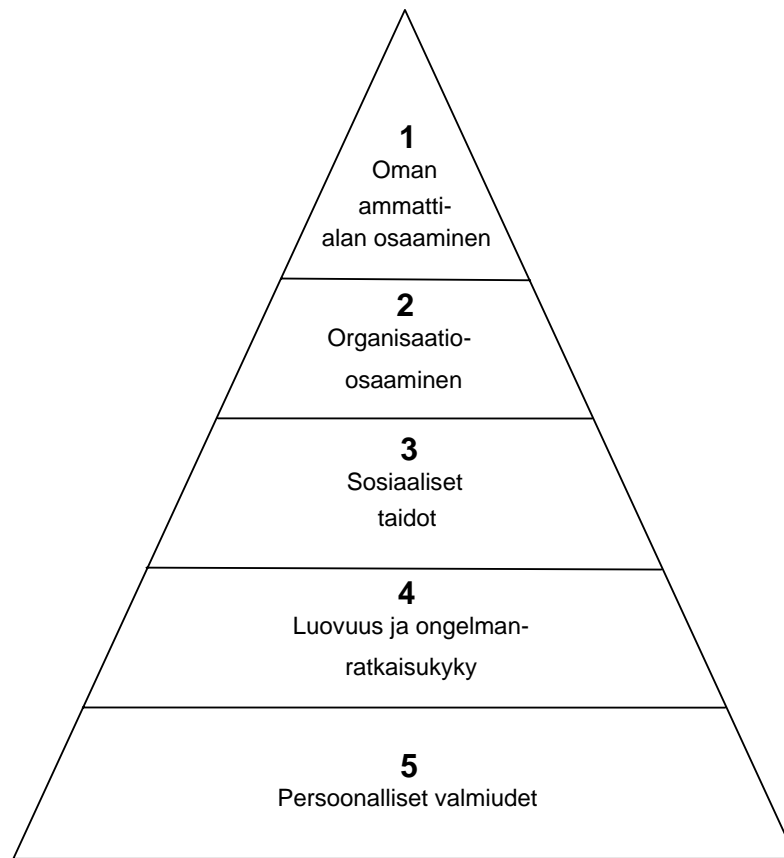 1
Oman
ammatti-
alan osaaminen
2
Organisaatio-
osaaminen
3
Sosiaaliset
taidot
4
Luovuus ja ongelman-
ratkaisukyky
5
Persoonalliset valmiudet